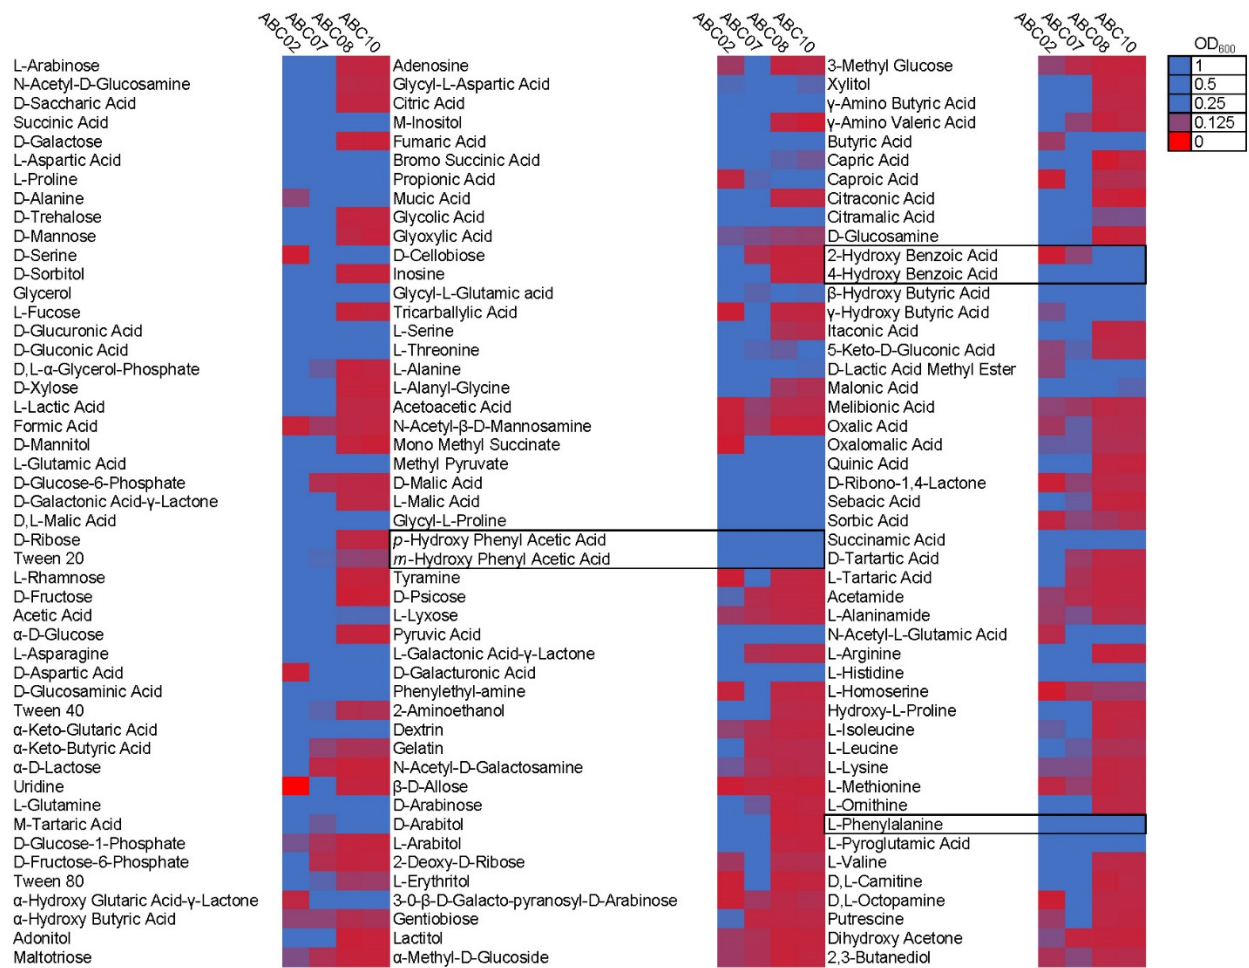 ABC02 ABC07 ABC08 ABC10
L-Arabinose
N-Acetyl-D-Glucosamine
D-Saccharic Acid
Succinic Acid
D-Galactose
L-Aspartic Acid
L-Proline
D-Alanine
D-Trehalose
D-Mannose
D-Serine
D-Sorbitol
Glycerol
L-Fucose
D-Glucuronic Acid
D-Gluconic Acid
D,L-α-Glycerol-Phosphate
D-Xylose
L-Lactic Acid
Formic Acid
D-Mannitol
L-Glutamic Acid
D-Glucose-6-Phosphate
D-Galactonic Acid-γ-Lactone
D,L-Malic Acid
D-Ribose
Tween 20
L-Rhamnose
D-Fructose
Acetic Acid
α-D-Glucose
L-Asparagine
D-Aspartic Acid
D-Glucosaminic Acid
Tween 40
α-Keto-Glutaric Acid
α-Keto-Butyric Acid
α-D-Lactose
Uridine
L-Glutamine
M-Tartaric Acid
D-Glucose-1-Phosphate
D-Fructose-6-Phosphate
Tween 80
α-Hydroxy Glutaric Acid-γ-Lactone
α-Hydroxy Butyric Acid
Adonitol
Maltotriose
ABC02 ABC07 ABC08 ABC10
Adenosine
Glycyl-L-Aspartic Acid
Citric Acid
M-Inositol
Fumaric Acid
Bromo Succinic Acid
Propionic Acid
Mucic Acid
Glycolic Acid
Glyoxylic Acid
D-Cellobiose
Inosine
Glycyl-L-Glutamic acid
Tricarballylic Acid
L-Serine
L-Threonine
L-Alanine
L-Alanyl-Glycine
Acetoacetic Acid
N-Acetyl-β-D-Mannosamine
Mono Methyl Succinate
Methyl Pyruvate
D-Malic Acid
L-Malic Acid
Glycyl-L-Proline
p-Hydroxy Phenyl Acetic Acid
m-Hydroxy Phenyl Acetic Acid
Tyramine
D-Psicose
L-Lyxose
Pyruvic Acid
L-Galactonic Acid-γ-Lactone
D-Galacturonic Acid
Phenylethyl-amine
2-Aminoethanol
Dextrin
Gelatin
N-Acetyl-D-Galactosamine
β-D-Allose
D-Arabinose
D-Arabitol
L-Arabitol
2-Deoxy-D-Ribose
L-Erythritol
3-0-β-D-Galacto-pyranosyl-D-Arabinose
Gentiobiose
Lactitol
α-Methyl-D-Glucoside
ABC02 ABC07 ABC08 ABC10
3-Methyl Glucose
Xylitol
γ-Amino Butyric Acid
γ-Amino Valeric Acid
Butyric Acid
Capric Acid
Caproic Acid
Citraconic Acid
Citramalic Acid
D-Glucosamine
2-Hydroxy Benzoic Acid
4-Hydroxy Benzoic Acid
β-Hydroxy Butyric Acid
γ-Hydroxy Butyric Acid
Itaconic Acid
5-Keto-D-Gluconic Acid
D-Lactic Acid Methyl Ester
Malonic Acid
Melibionic Acid
Oxalic Acid
Oxalomalic Acid
Quinic Acid
D-Ribono-1,4-Lactone
Sebacic Acid
Sorbic Acid
Succinamic Acid
D-Tartartic Acid
L-Tartaric Acid
Acetamide
L-Alaninamide
N-Acetyl-L-Glutamic Acid
L-Arginine
L-Histidine
L-Homoserine
Hydroxy-L-Proline
L-Isoleucine
L-Leucine
L-Lysine
L-Methionine
L-Ornithine
L-Phenylalanine
L-Pyroglutamic Acid
L-Valine
D,L-Carnitine
D,L-Octopamine
Putrescine
Dihydroxy Acetone
2,3-Butanediol
OD600
1
0.5
0.25
0.125
0